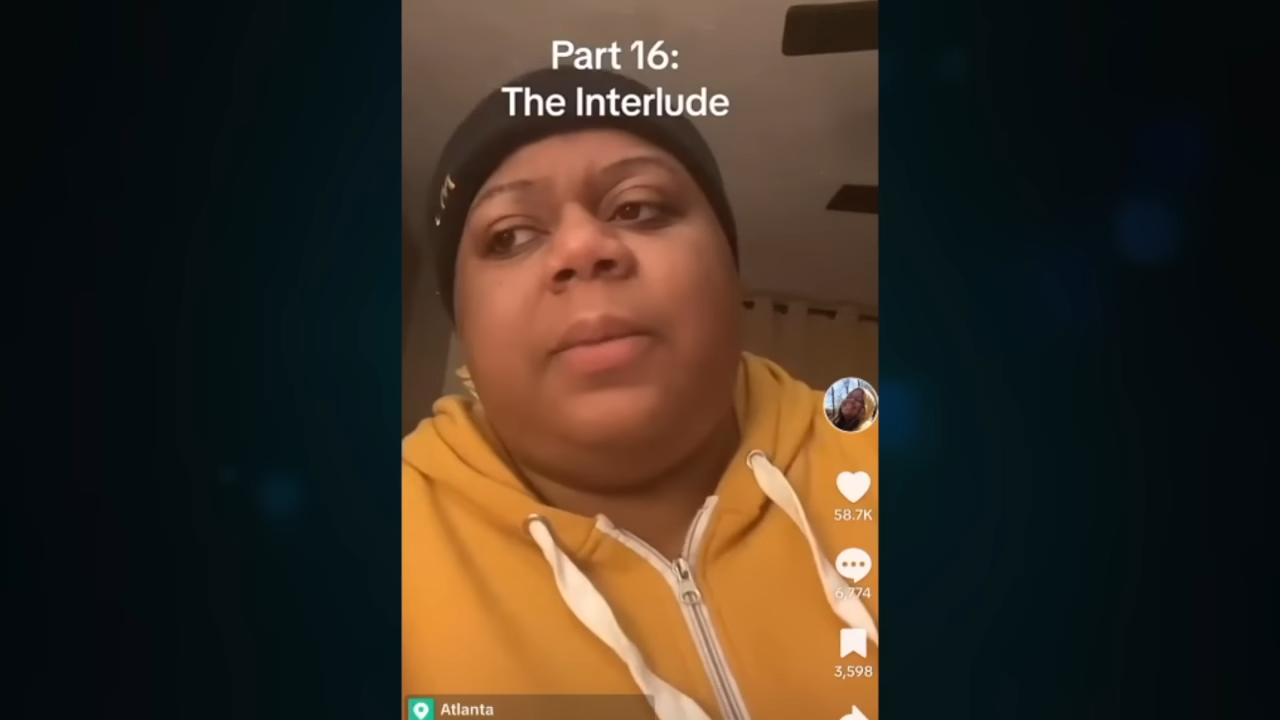 Part 16:
The Interlude
58.7K
6,774
3,598
Atlanta